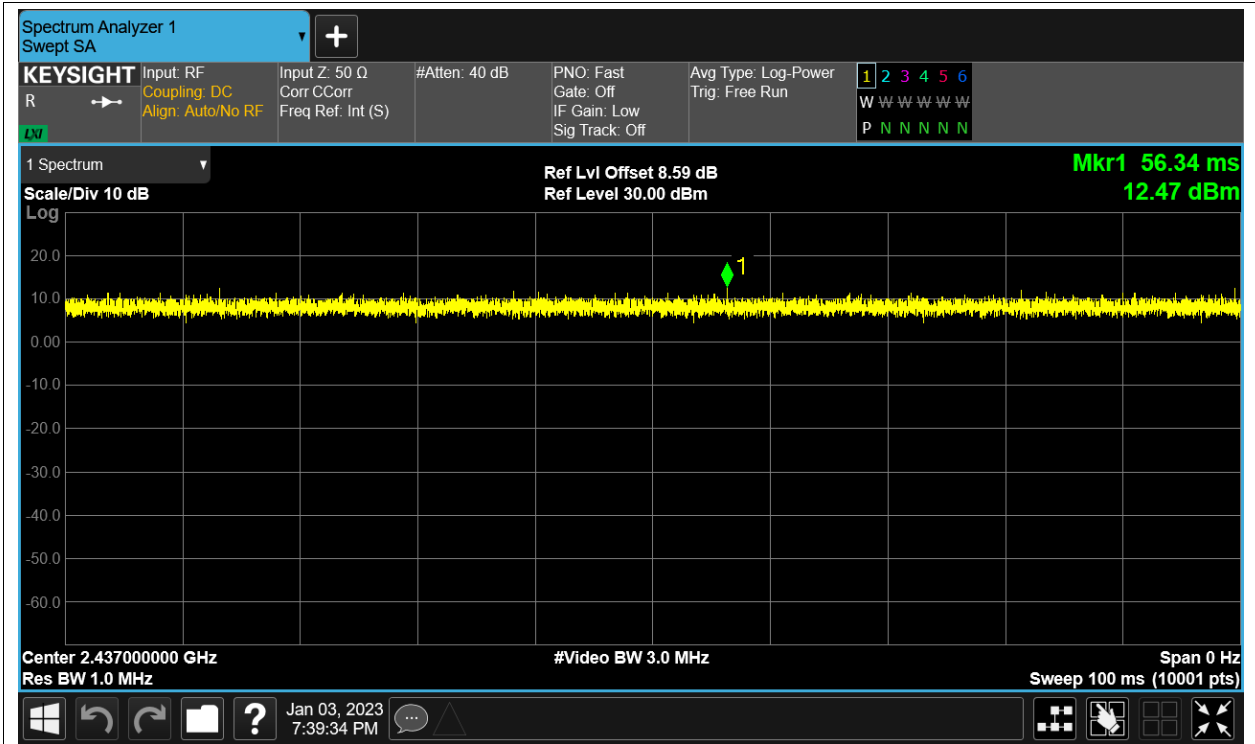 Spectrum Analyzer 1
Swept SA
KEYSIGHT
R
LXI
Input: RF
Coupling: DC
Align: Auto/No RF
Input Z: 50 Ω
Corr CCorr
Freq Ref: Int (S)
#Atten: 40 dB
PNO: Fast
Gate: Off
IF Gain: Low
Sig Track: Off
Avg Type: Log-Power
Trig: Free Run
1 2 3 4 5 6
W W W W W W
P N N N N N
1 Spectrum
Scale/Div 10 dB
Ref Lvl Offset 8.59 dB
Ref Level 30.00 dBm
Mkr1 56.34 ms
12.47 dBm
Log
20.0
1
10.0
0.00
-10.0
-20.0
-30.0
-40.0
-50.0
-60.0
Center 2.437000000 GHz
#Video BW 3.0 MHz
Span 0 Hz
Res BW 1.0 MHz
Sweep 100 ms (10001 pts)
?
Jan 03, 2023
7:39:34 PM